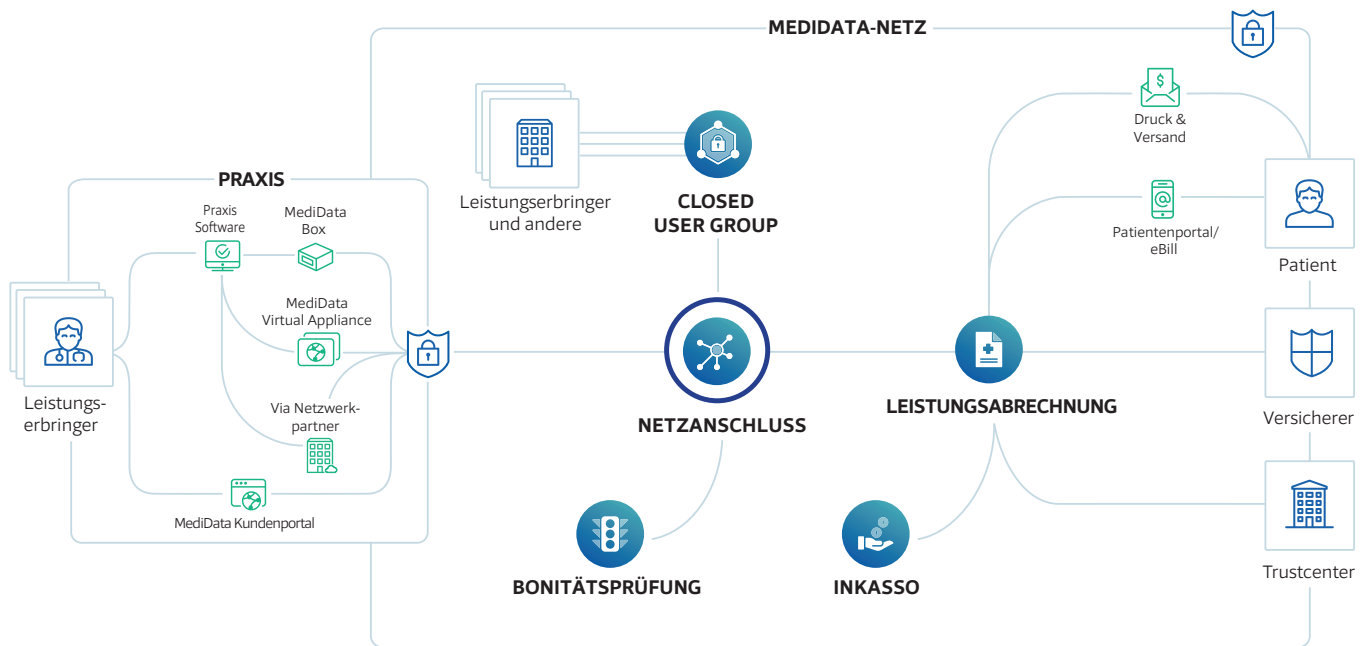 MEDIDATA-NETZ
Druck &
Versand
PRAXIS
Praxis
Software
MediData
Box
Leistungserbringer
und andere
CLOSED
USER GROUP
Patientenportal/
eBill
Patient
MediData
Virtual Appliance
Leistungs-
erbringer
Via Netzwerk-
partner
MediData Kundenportal
NETZANSCHLUSS
LEISTUNGSABRECHNUNG
Versicherer
BONITÄTSPRÜFUNG
INKASSO
Trustcenter